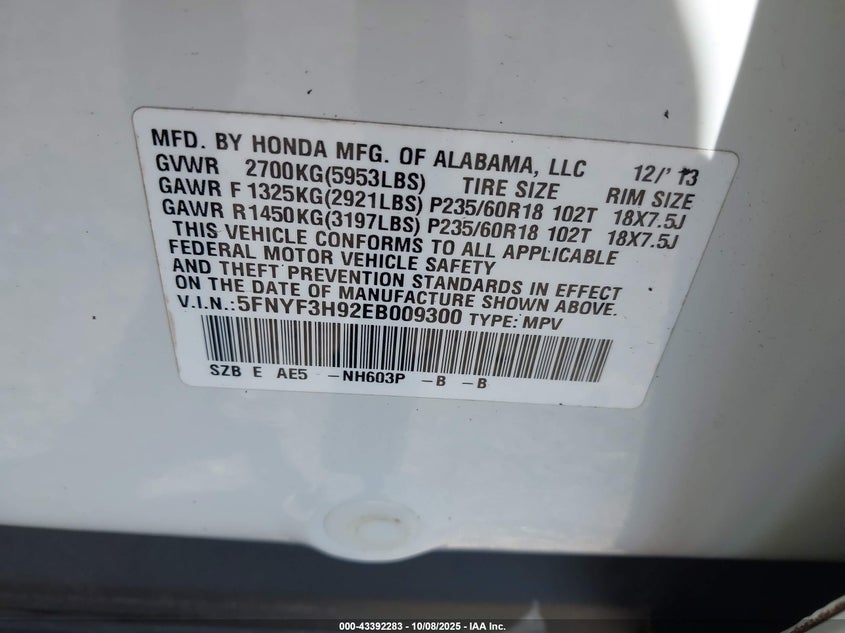 MFD. BY HONDA MFG. OF ALABAMA, LLC 12/'13
GVWR 2700KG(5953LBS) TIRE SIZE RIM SIZE
GAWR F 1325KG(2921LBS) P235/60R18 102T 18X7.5J
GAWR R1450KG(3197LBS) P235/60R18 102T 18X7.5J
THIS VEHICLE CONFORMS TO ALL APPLICABLE
FEDERAL MOTOR VEHICLE SAFETY
AND THEFT PREVENTION STANDARDS IN EFFECT
ON THE DATE OF MANUFACTURE SHOWN ABOVE.
V.I.N.:5FNYF3H92EB009300 TYPE: MPV
SZB E AE5 -NH603P -B -B
000-43392283 - 10/08/2025 - IAA Inc.